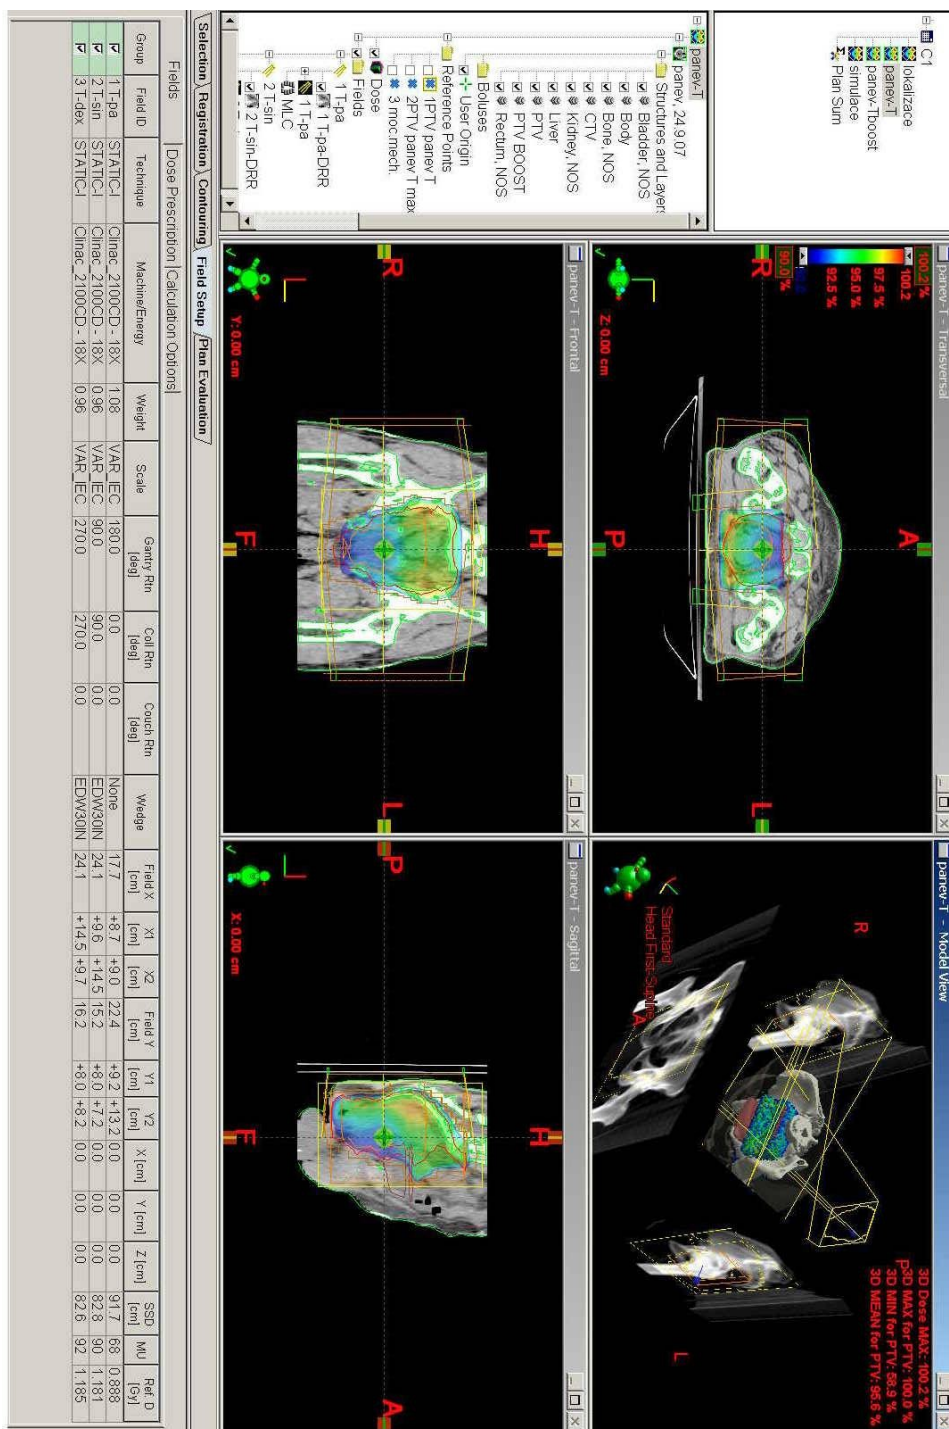 C1
lokalizace
panev-T
panev-Tboost
simulace
Plan Sum
panev-T
panev, 24.9.07
Structures and Layers
Bladder, NOS
Body
Bone, NOS
CTV
Kidney, NOS
Liver
PTV
PTV BOOST
Rectum, NOS
Boluses
User Origin
Reference Points
1PTV panev T
2PTV panev T max
3 moc.mech.
Dose
Fields
1 T-pa
1 T-pa-DRR
MLC
1 T-pa
2 T-sin
2 T-sin-DRR
panev-T - Transversal
100.2 %
100.2
97.5 %
95.0 %
92.5 %
90.0 %
A
R
P
L
Z: 0.00 cm
panev-T - Model View
3D Dose MAX: 100.2 %
3D MAX for PTV: 100.0 %
3D MIN for PTV: 58.9 %
3D MEAN for PTV: 95.6 %
R
A
P
L
Standard
Head First-Supine
panev-T - Frontal
H
R
F
L
Y: 0.00 cm
panev-T - Sagittal
H
P
F
A
X: 0.00 cm
Selection Registration Contouring Field Setup Plan Evaluation
Fields Dose Prescription Calculation Options
Group Field ID Technique Machine/Energy Weight Scale Gantry Rtn [deg] Coll Rtn [deg] Couch Rtn [deg] Wedge Field X [cm] X1 [cm] X2 [cm] Field Y [cm] Y1 [cm] Y2 [cm] X [cm] Y [cm] Z [cm] SSD [cm] MU Ref. D [Gy]
1 T-pa STATIC-I Clinac_2100CD - 18X 1.08 VAR_IEC 180.0 0.0 0.0 None 17.7 +8.7 +9.0 22.4 +9.2 +13.2 0.0 0.0 0.0 91.7 68 0.888
2 T-sin STATIC-I Clinac_2100CD - 18X 0.96 VAR_IEC 90.0 90.0 0.0 EDW30IN 24.1 +9.6 +14.5 15.2 +8.0 +7.2 0.0 0.0 0.0 82.8 90 1.181
3 T-dex STATIC-I Clinac_2100CD - 18X 0.96 VAR_IEC 270.0 270.0 0.0 EDW30IN 24.1 +14.5 +9.7 16.2 +8.0 +8.2 0.0 0.0 0.0 82.6 92 1.185